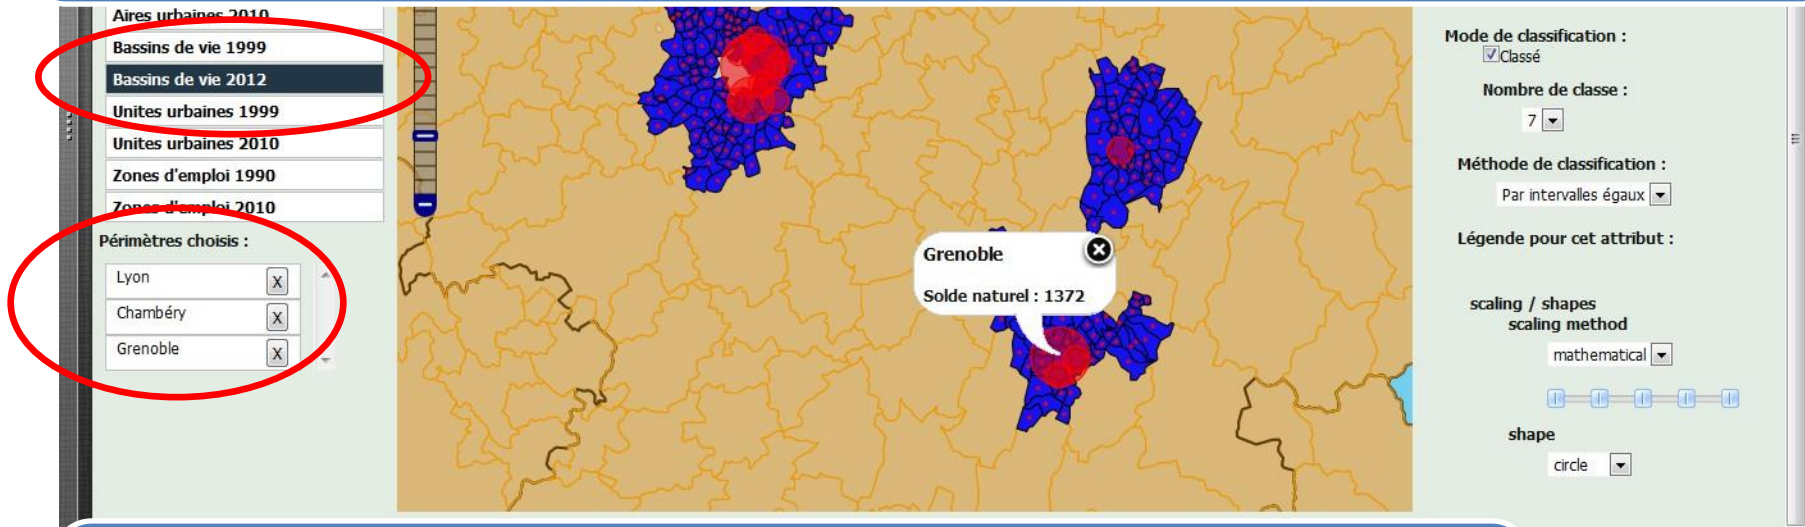 Aires urbaines 2010
Bassins de vie 1999
Bassins de vie 2012
Unites urbaines 1999
Unites urbaines 2010
Zones d'emploi 1990
Zones d'emploi 2010
Périmètres choisis :
Lyon X
Chambéry X
Grenoble X
Grenoble
Solde naturel : 1372
Mode de classification :
Classé
Nombre de classe :
7
Méthode de classification :
Par intervalles égaux
Légende pour cet attribut :
scaling / shapes
scaling method
mathematical
shape
circle